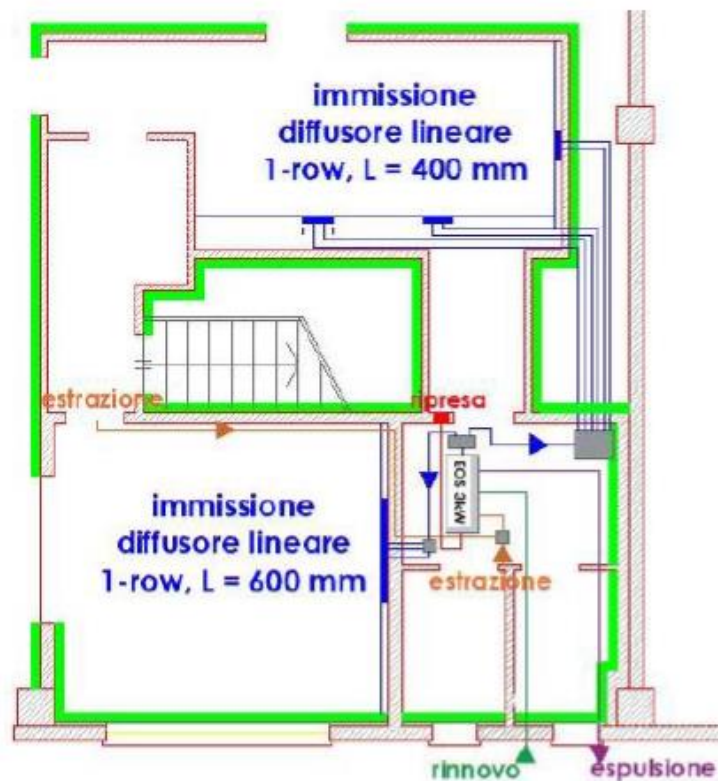 immissione
diffusore lineare
1-row, L = 400 mm
estrazione
ripresa
EOS 3KW
immissione
diffusore lineare
1-row, L = 600 mm
estrazione
rinnovo
espulsione